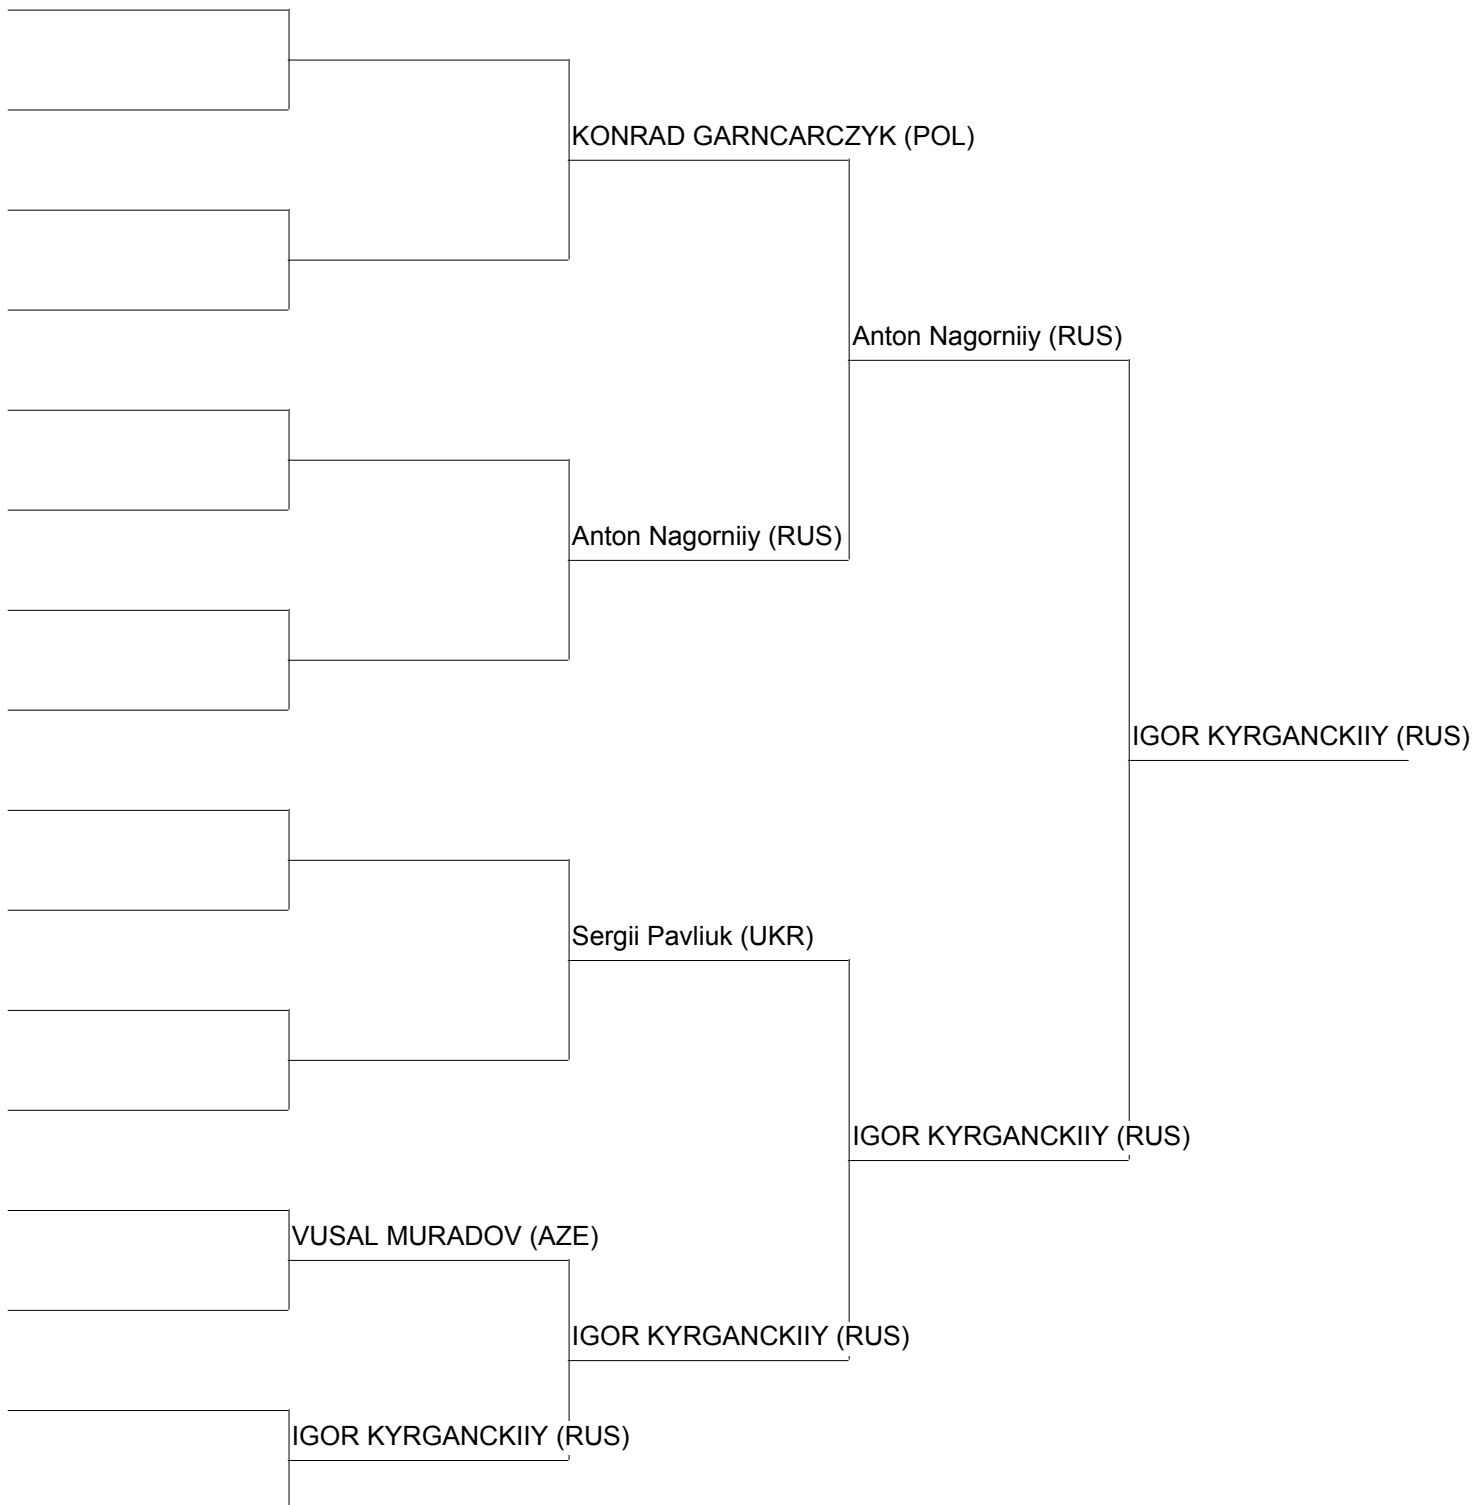 KONRAD GARNCARCZYK (POL)
Anton Nagorniiy (RUS)
Anton Nagorniiy (RUS)
IGOR KYRGANCKIIY (RUS)
Sergii Pavliuk (UKR)
IGOR KYRGANCKIIY (RUS)
VUSAL MURADOV (AZE)
IGOR KYRGANCKIIY (RUS)
IGOR KYRGANCKIIY (RUS)